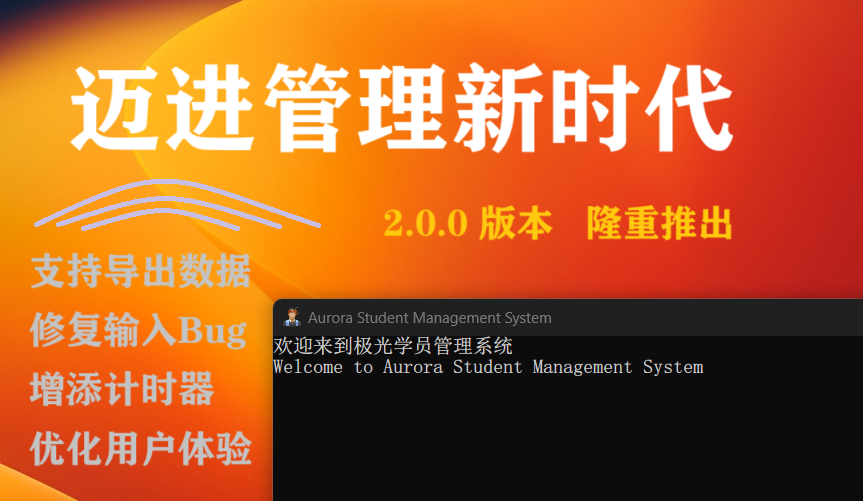 迈进管理新时代
2.0.0 版本 隆重推出
支持导出数据
修复输入Bug
增添计时器
优化用户体验
Aurora Student Management System
欢迎来到极光学员管理系统
Welcome to Aurora Student Management System